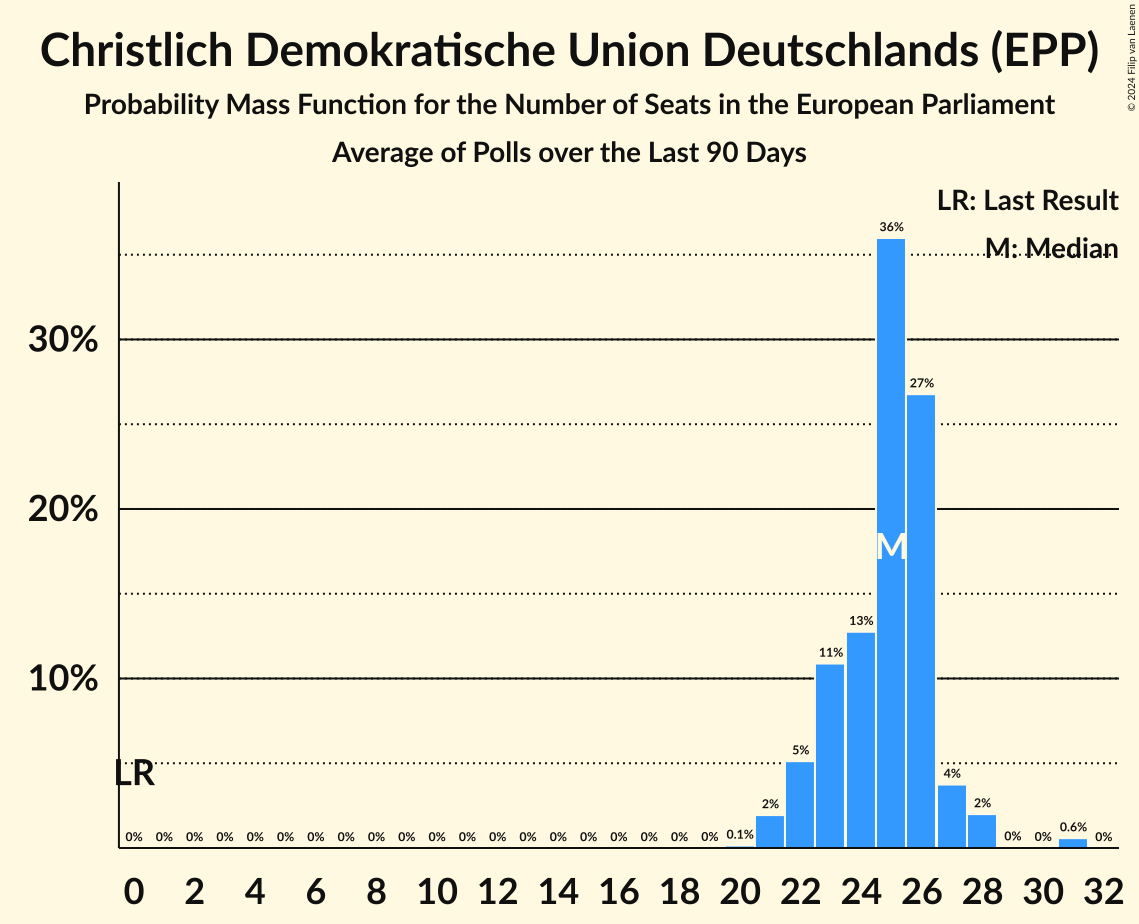 Christlich Demokratische Union Deutschlands (EPP)
Probability Mass Function for the Number of Seats in the European Parliament
Average of Polls over the Last 90 Days
© 2024 Filip van Laenen
LR: Last Result
M: Median
36%
30%
27%
20%
M
13%
11%
10%
5%
4%
LR
2%
2%
0% 0% 0% 0% 0% 0% 0% 0% 0% 0% 0% 0% 0% 0% 0% 0% 0% 0% 0% 0% 0.1% 0% 0% 0.6% 0%
0 2 4 6 8 10 12 14 16 18 20 22 24 26 28 30 32